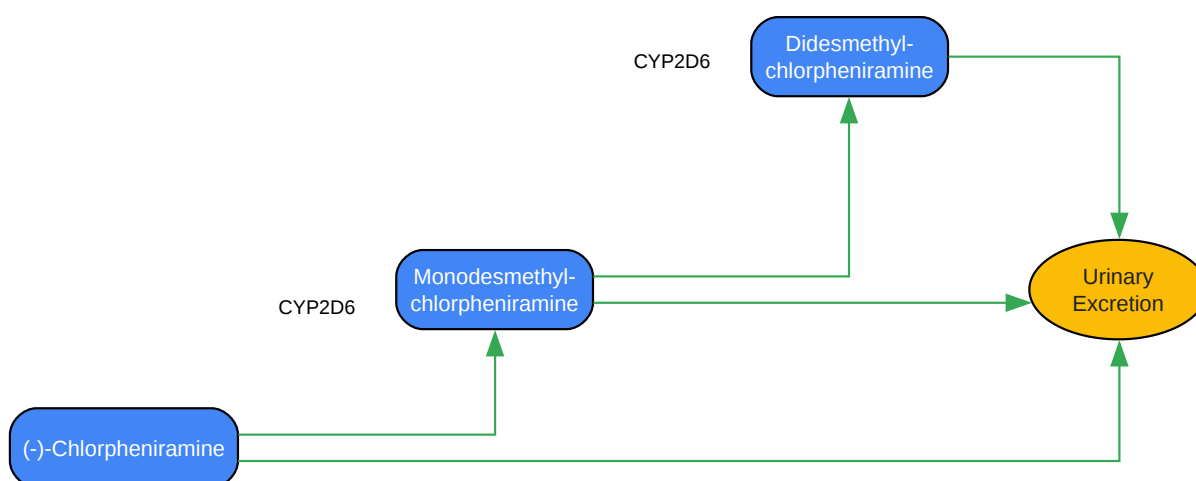 Didesmethyl-
chlorpheniramine
CYP2D6
Monodesmethyl-
chlorpheniramine
CYP2D6
Urinary
Excretion
(-)-Chlorpheniramine